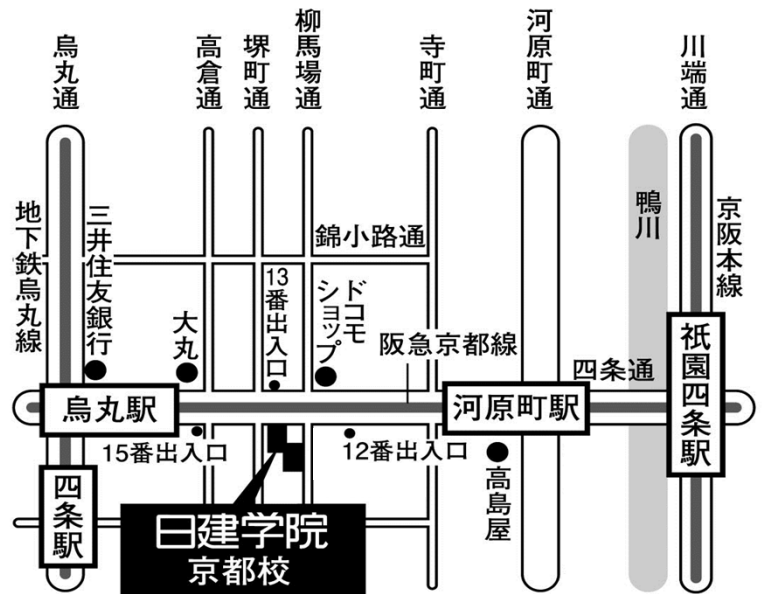 烏丸通
高倉通
堺町通
柳馬場通
寺町通
河原町通
川端通
地下鉄烏丸線
三井住友銀行
大丸
13番出入口
錦小路通
ドコモ
ショップ
阪急京都線
四条通
鴨川
京阪本線
烏丸駅
河原町駅
祇園四条駅
15番出入口
12番出入口
高島屋
四条駅
日建学院
京都校